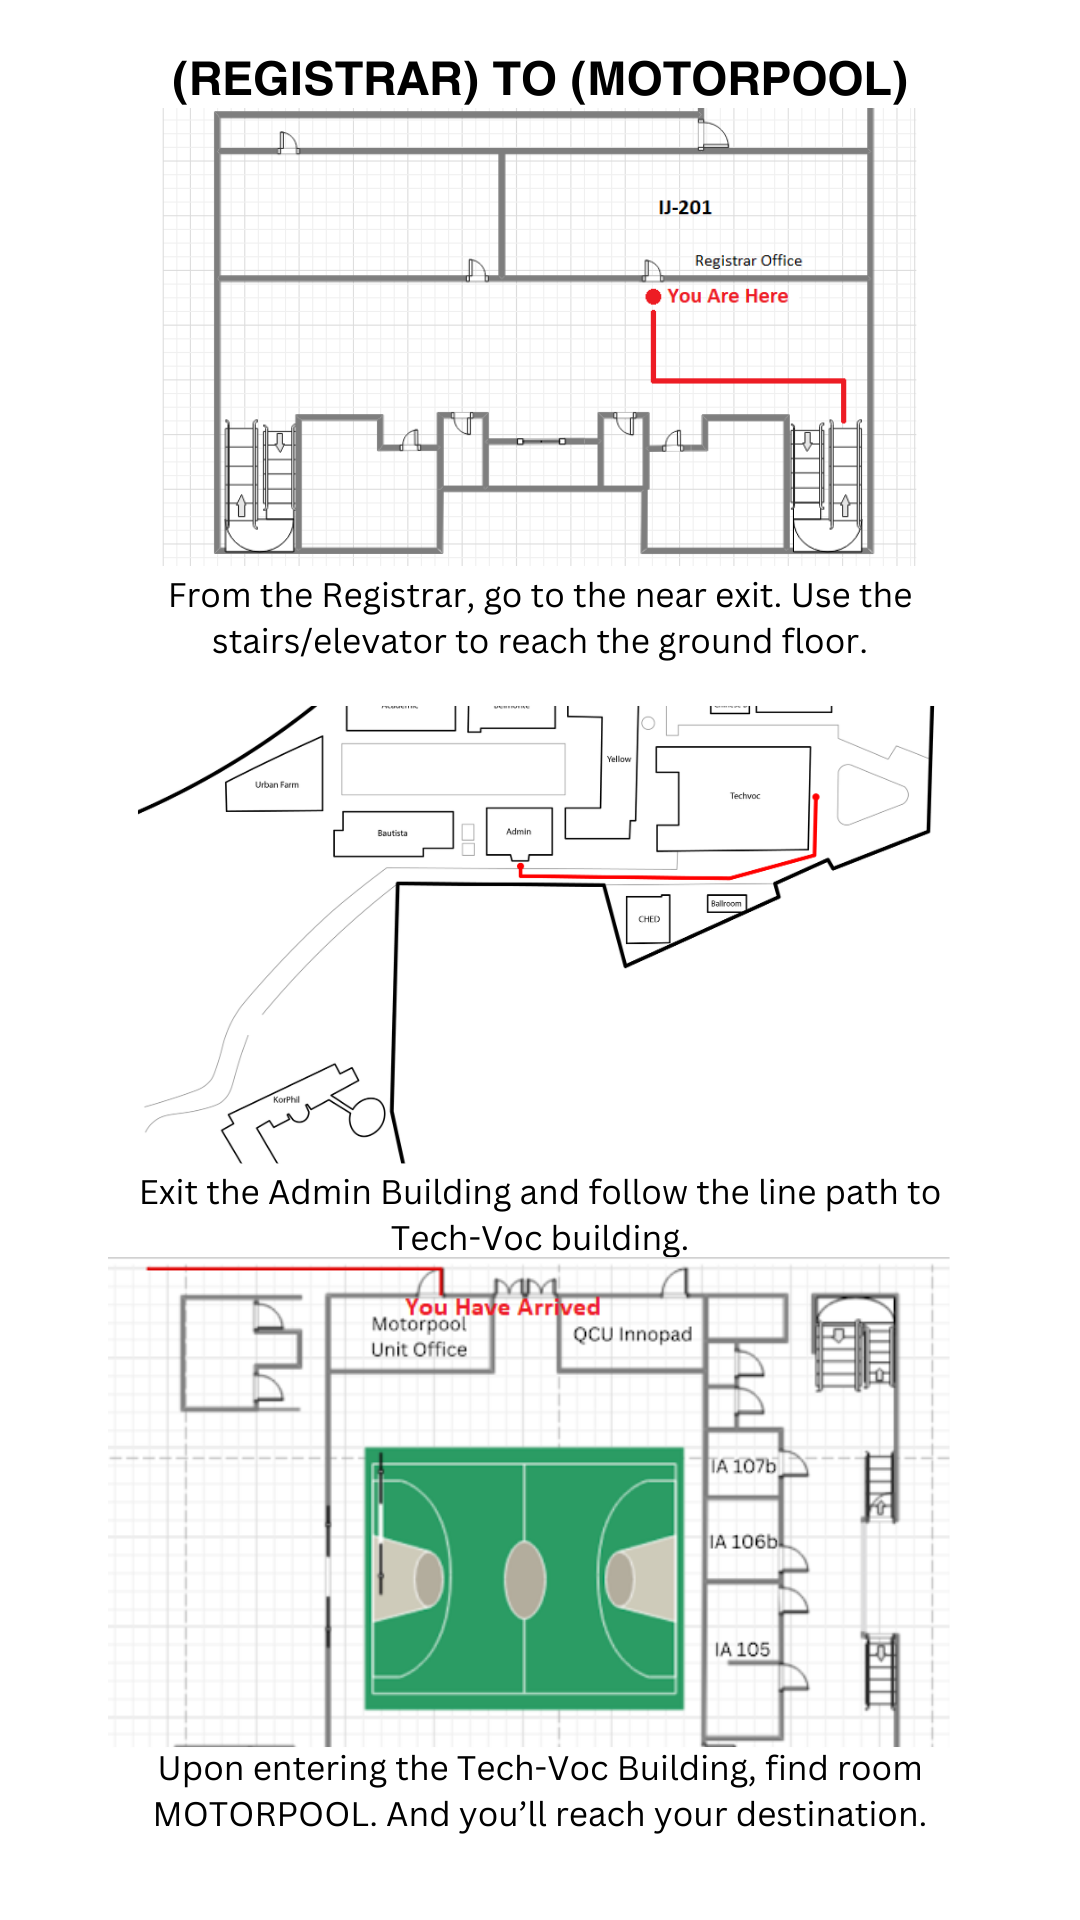 (REGISTRAR) TO (MOTORPOOL)
IJ-201
Registrar Office
You Are Here
From the Registrar, go to the near exit. Use the
stairs/elevator to reach the ground floor.
Academic
Belmonte
Yellow
Urban Farm
Techvoc
Bautista
Admin
CHED
Ballroom
KorPhil
Exit the Admin Building and follow the line path to
Tech-Voc building.
You Have Arrived
Motorpool
Unit Office
QCU Innopad
IA 107b
IA 106b
IA 105
Upon entering the Tech-Voc Building, find room
MOTORPOOL. And you’ll reach your destination.